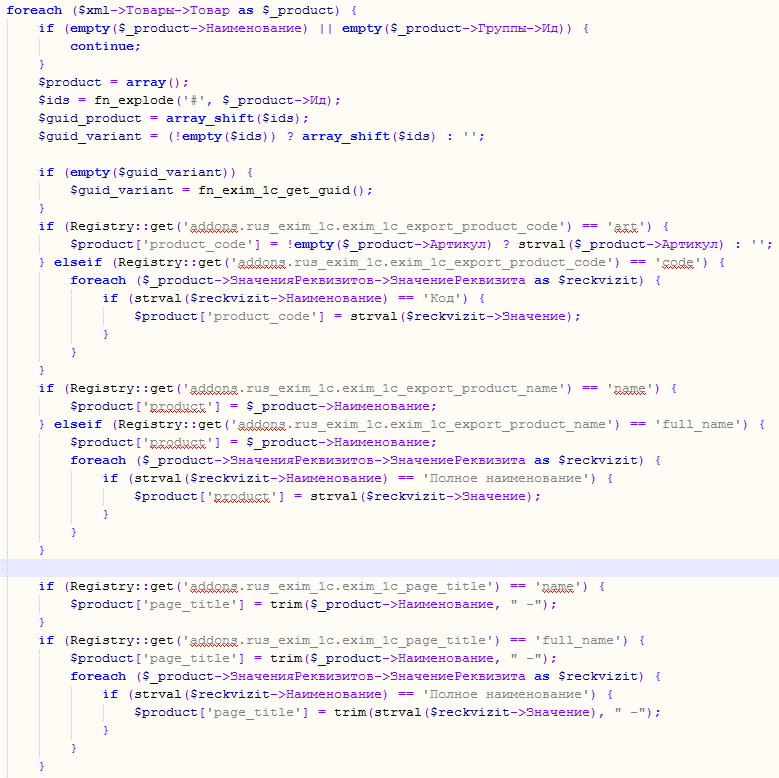 foreach ($xml->Товары->Товар as $_product) {
if (empty($_product->Наименование) || empty($_product->Группы->Ид)) {
continue;
}
$product = array();
$ids = fn_explode('#', $_product->Ид);
$guid_product = array_shift($ids);
$guid_variant = (!empty($ids)) ? array_shift($ids) : '';
if (empty($guid_variant)) {
$guid_variant = fn_exim_1c_get_guid();
}
if (Registry::get('addons.rus_exim_1c.exim_1c_export_product_code') == 'art') {
$product['product_code'] = !empty($_product->Артикул) ? strval($_product->Артикул) : '';
} elseif (Registry::get('addons.rus_exim_1c.exim_1c_export_product_code') == 'code') {
foreach ($_product->ЗначенияРеквизитов->ЗначениеРеквизита as $reckvizit) {
if (strval($reckvizit->Наименование) == 'Код') {
$product['product_code'] = strval($reckvizit->Значение);
}
}
}
if (Registry::get('addons.rus_exim_1c.exim_1c_export_product_name') == 'name') {
$product['product'] = $_product->Наименование;
} elseif (Registry::get('addons.rus_exim_1c.exim_1c_export_product_name') == 'full_name') {
$product['product'] = $_product->Наименование;
foreach ($_product->ЗначенияРеквизитов->ЗначениеРеквизита as $reckvizit) {
if (strval($reckvizit->Наименование) == 'Полное наименование') {
$product['product'] = strval($reckvizit->Значение);
}
}
}
if (Registry::get('addons.rus_exim_1c.exim_1c_page_title') == 'name') {
$product['page_title'] = trim($_product->Наименование, " -");
}
if (Registry::get('addons.rus_exim_1c.exim_1c_page_title') == 'full_name') {
$product['page_title'] = trim($_product->Наименование, " -");
foreach ($_product->ЗначенияРеквизитов->ЗначениеРеквизита as $reckvizit) {
if (strval($reckvizit->Наименование) == 'Полное наименование') {
$product['page_title'] = trim(strval($reckvizit->Значение), " -");
}
}
}